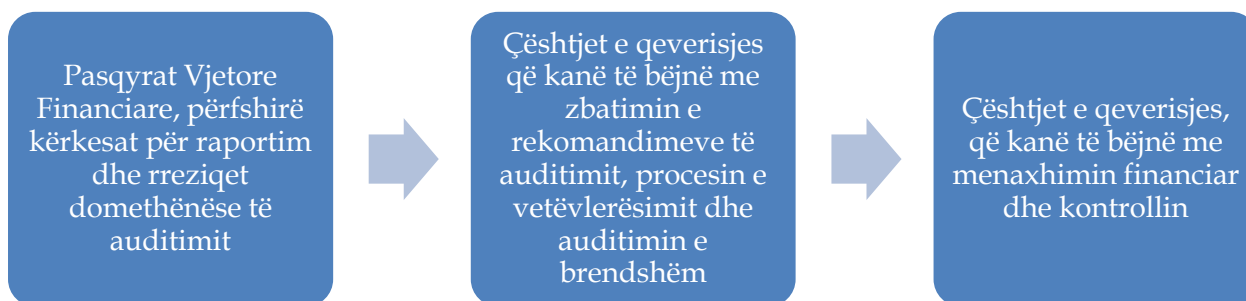 Pasqyrat Vjetore
Financiare, përfshirë
kërkesat për raportim
dhe rreziqet
domethënëse të
auditimit
Çështjet e qeverisjes
që kanë të bëjnë me
zbatimin e
rekomandimeve të
auditimit, procesin e
vetëvlerësimit dhe
auditimin e
brendshëm
Çështjet e qeverisjes,
që kanë të bëjnë me
menaxhimin financiar
dhe kontrollin